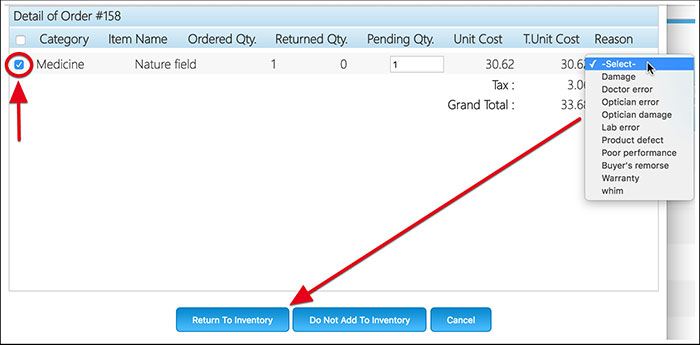 Detail of Order #158
Category Item Name Ordered Qty. Returned Qty. Pending Qty. Unit Cost T.Unit Cost Reason
Medicine Nature field 1 0 1 30.62 30.62
Tax : 3.06
Grand Total : 33.68
-Select-
Damage
Doctor error
Optician error
Optician damage
Lab error
Product defect
Poor performance
Buyer's remorse
Warranty
whim
Return To Inventory Do Not Add To Inventory Cancel